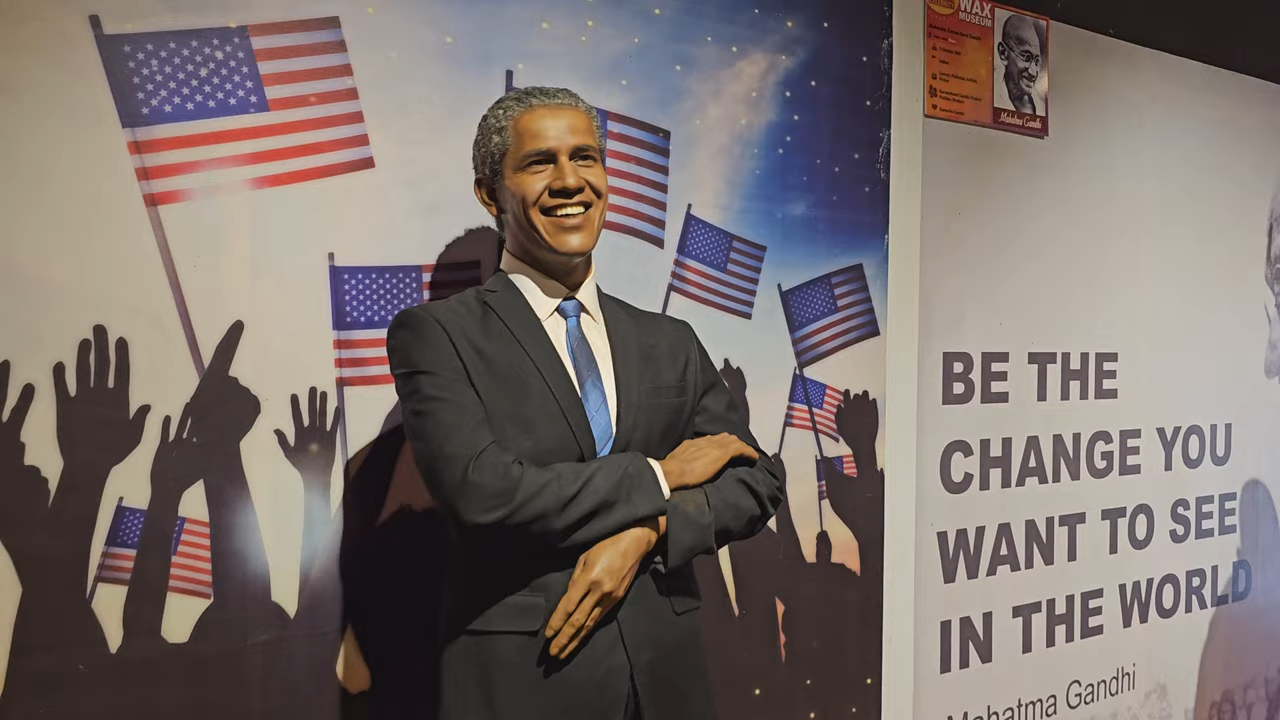 WAX
MUSEUM
Mahatma Gandhi
BE THE
CHANGE YOU
WANT TO SEE
IN THE WORLD
Mahatma Gandhi